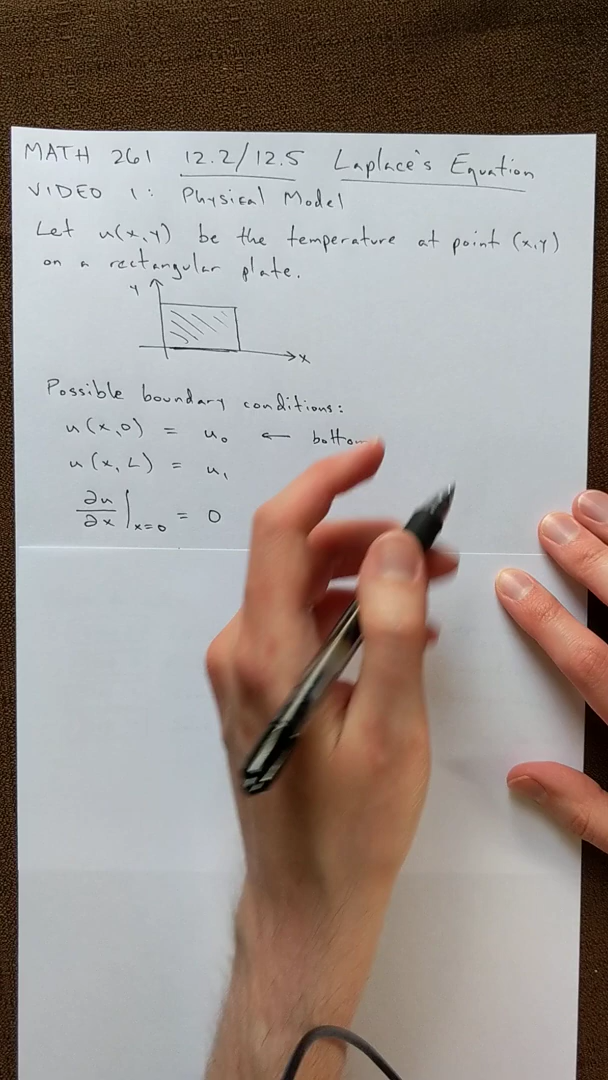 MATH 261 12.2/12.5 Laplace's Equation
VIDEO 1: Physical Model
Let u(x,y) be the temperature at point (x,y)
on a rectangular plate.
y
x
Possible boundary conditions:
u(x,0) = u₀ ← bottom
u(x,L) = u₁
∂u/∂x |ₓ₌₀ = 0